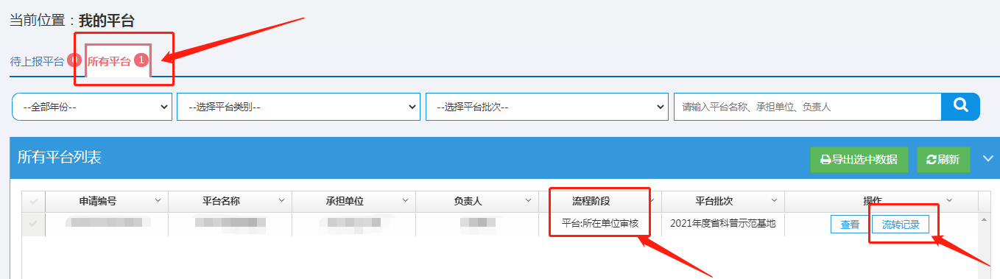 当前位置：我的平台
待上报平台 所有平台 1
--全部年份-- --选择平台类别-- --选择平台批次-- 请输入平台名称、承担单位、负责人
所有平台列表 导出选中数据 刷新
申请编号 平台名称 承担单位 负责人 流程阶段 平台批次 操作
平台:所在单位审核 2021年度省科普示范基地 查看 流转记录